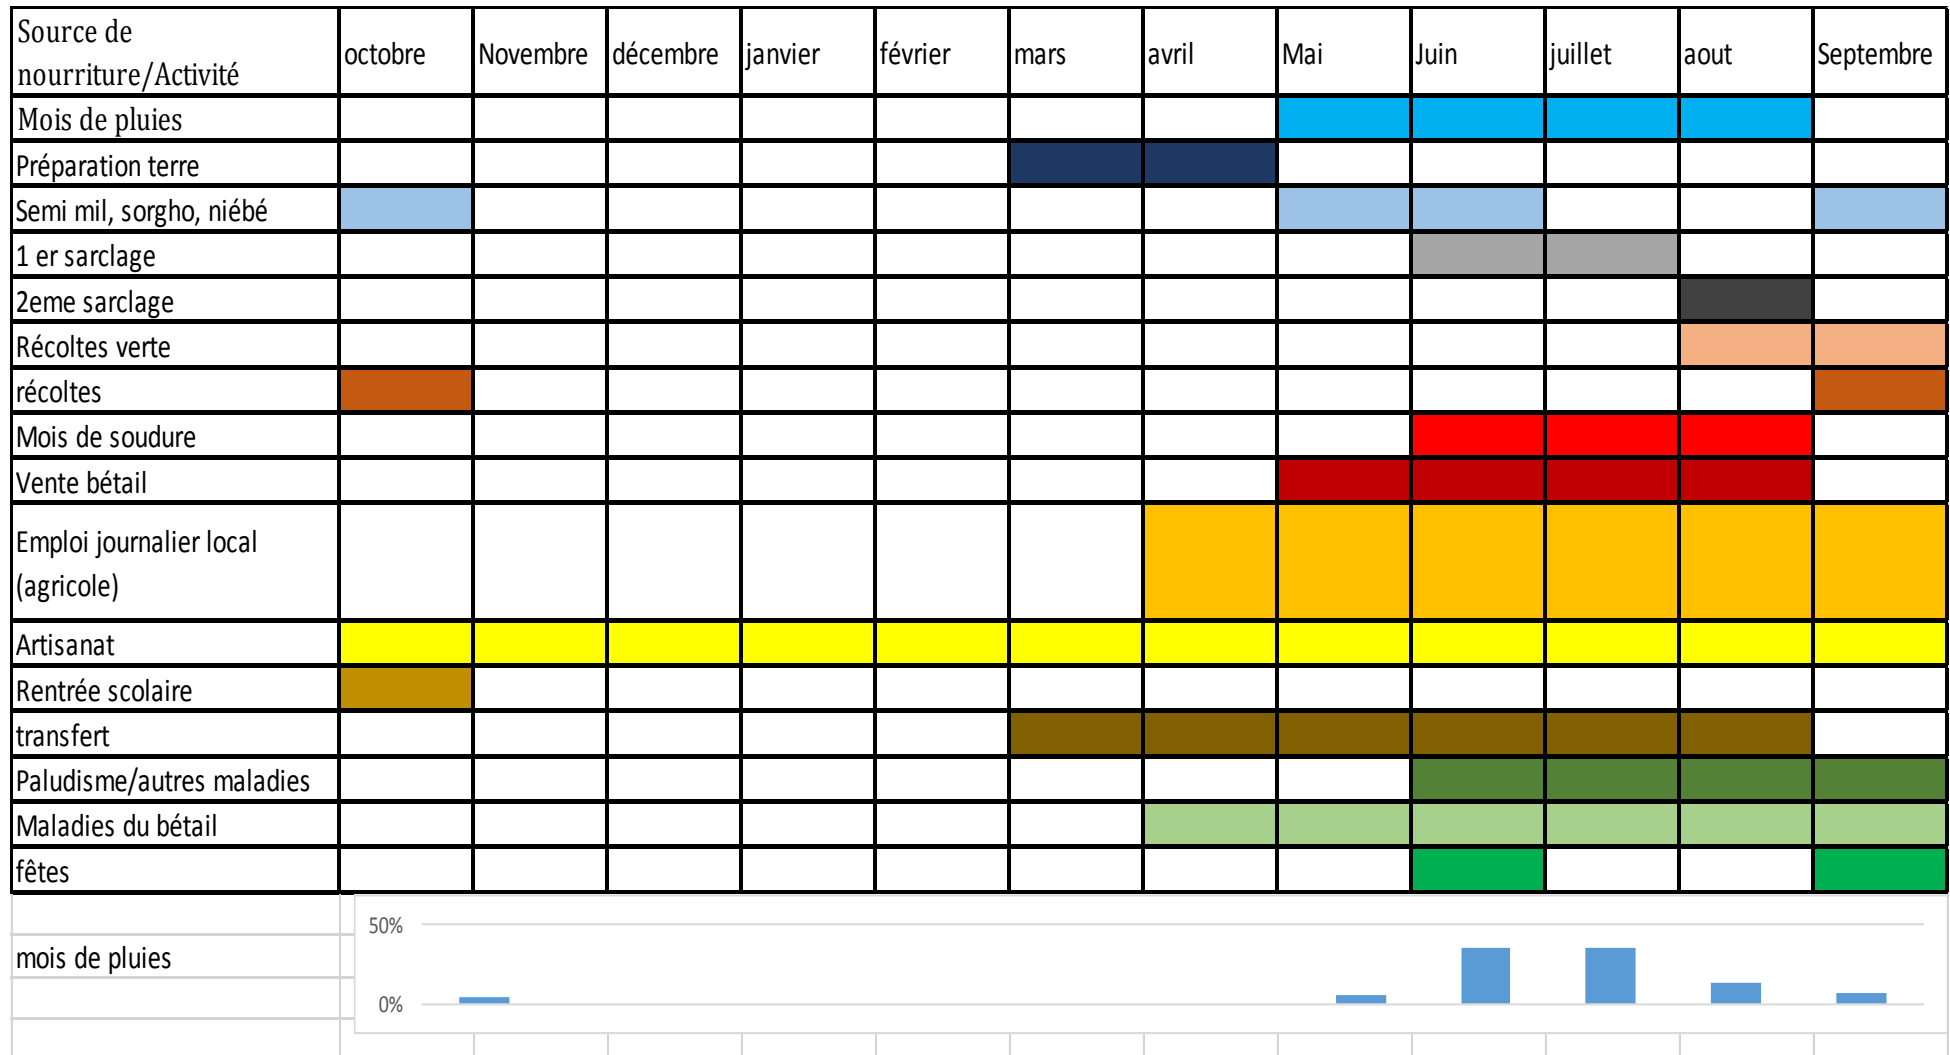 Source de
nourriture/Activité
octobre Novembre décembre janvier février mars avril Mai Juin juillet aout Septembre
Mois de pluies
Préparation terre
Semi mil, sorgho, niébé
1 er sarclage
2eme sarclage
Récoltes verte
récoltes
Mois de soudure
Vente bétail
Emploi journalier local
(agricole)
Artisanat
Rentrée scolaire
transfert
Paludisme/autres maladies
Maladies du bétail
fêtes
50%
mois de pluies
0%